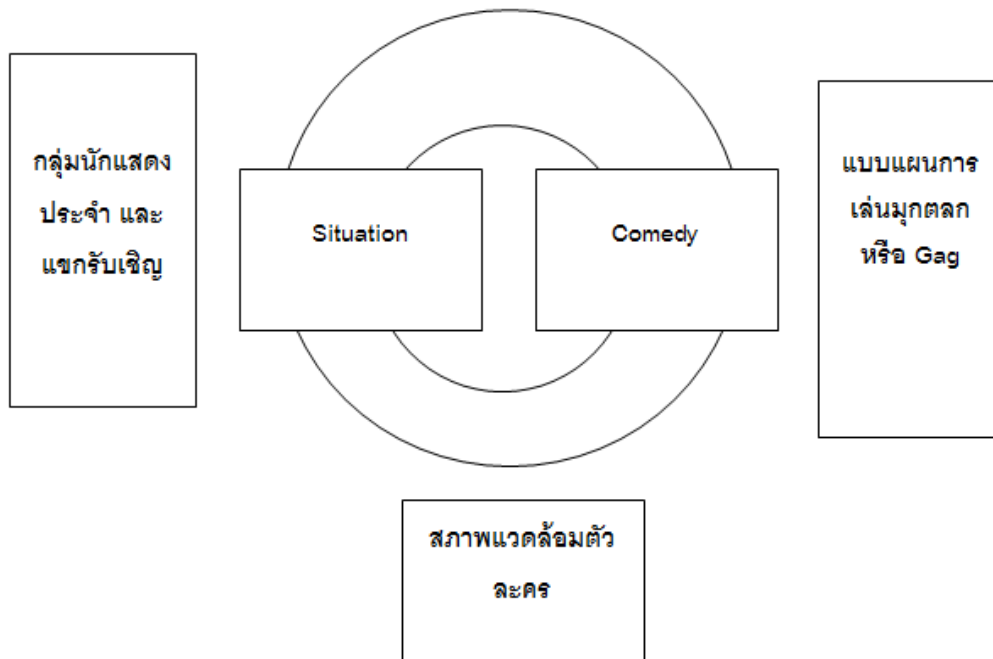 กลุ่มนักแสดง
ประจำ และ
แขกรับเชิญ
Situation
Comedy
แบบแผนการ
เล่นมุกตลก
หรือ Gag
สภาพแวดล้อมตัว
ละคร